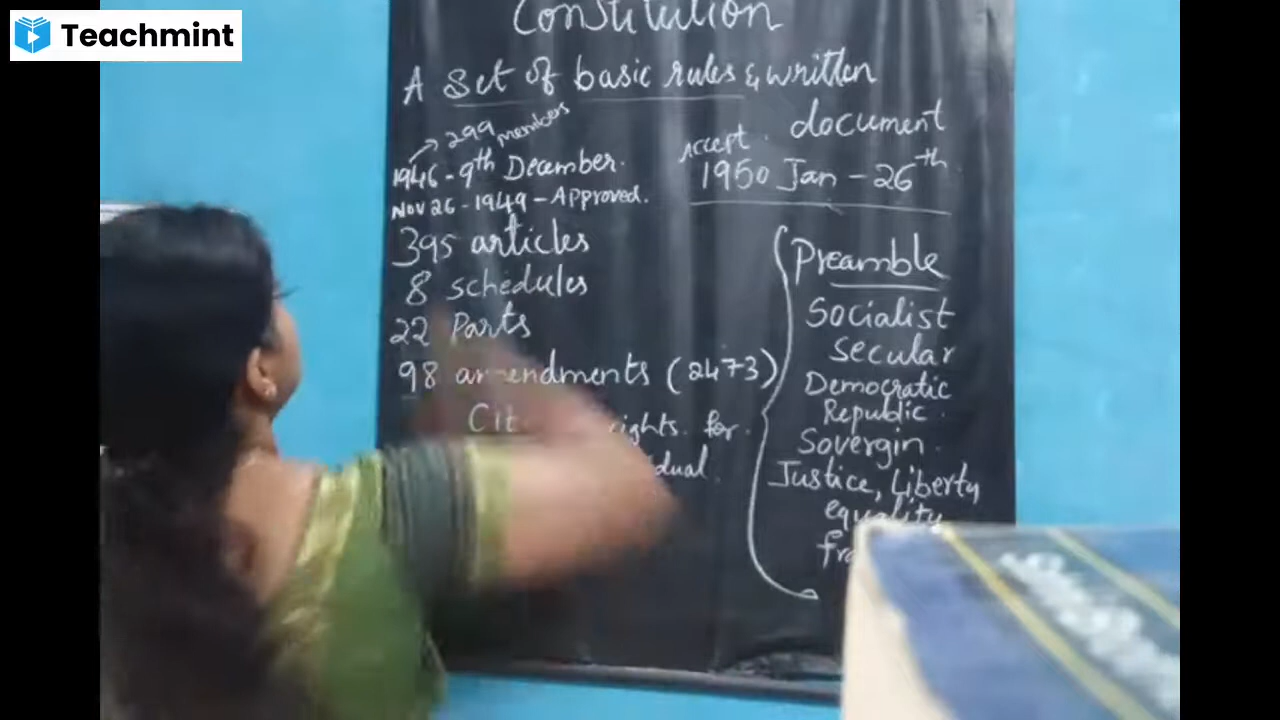 Teachmint
Constitution
A set of basic rules & written
document
299 members
1946 - 9th December.
Nov 26 - 1949 - Approved.
Accept.
1950 Jan - 26th
395 articles
8 schedules
22 Parts
98 amendments (2473)
Preamble
Socialist
Secular
Democratic
Republic.
Sovergin.
Justice, Liberty
equality